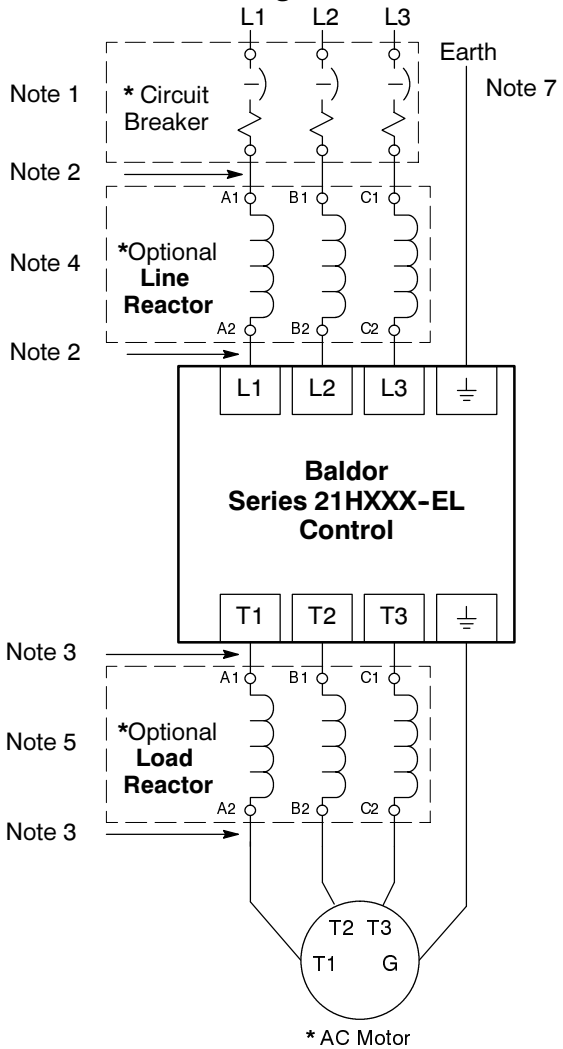 L1 L2 L3
Earth
Note 7
Note 1
* Circuit
Breaker
Note 2
A1 B1 C1
Note 4
*Optional
Line
Reactor
A2 B2 C2
Note 2
L1 L2 L3
Baldor
Series 21HXXX-EL
Control
T1 T2 T3
Note 3
A1 B1 C1
Note 5
*Optional
Load
Reactor
A2 B2 C2
Note 3
T2 T3
T1 G
* AC Motor